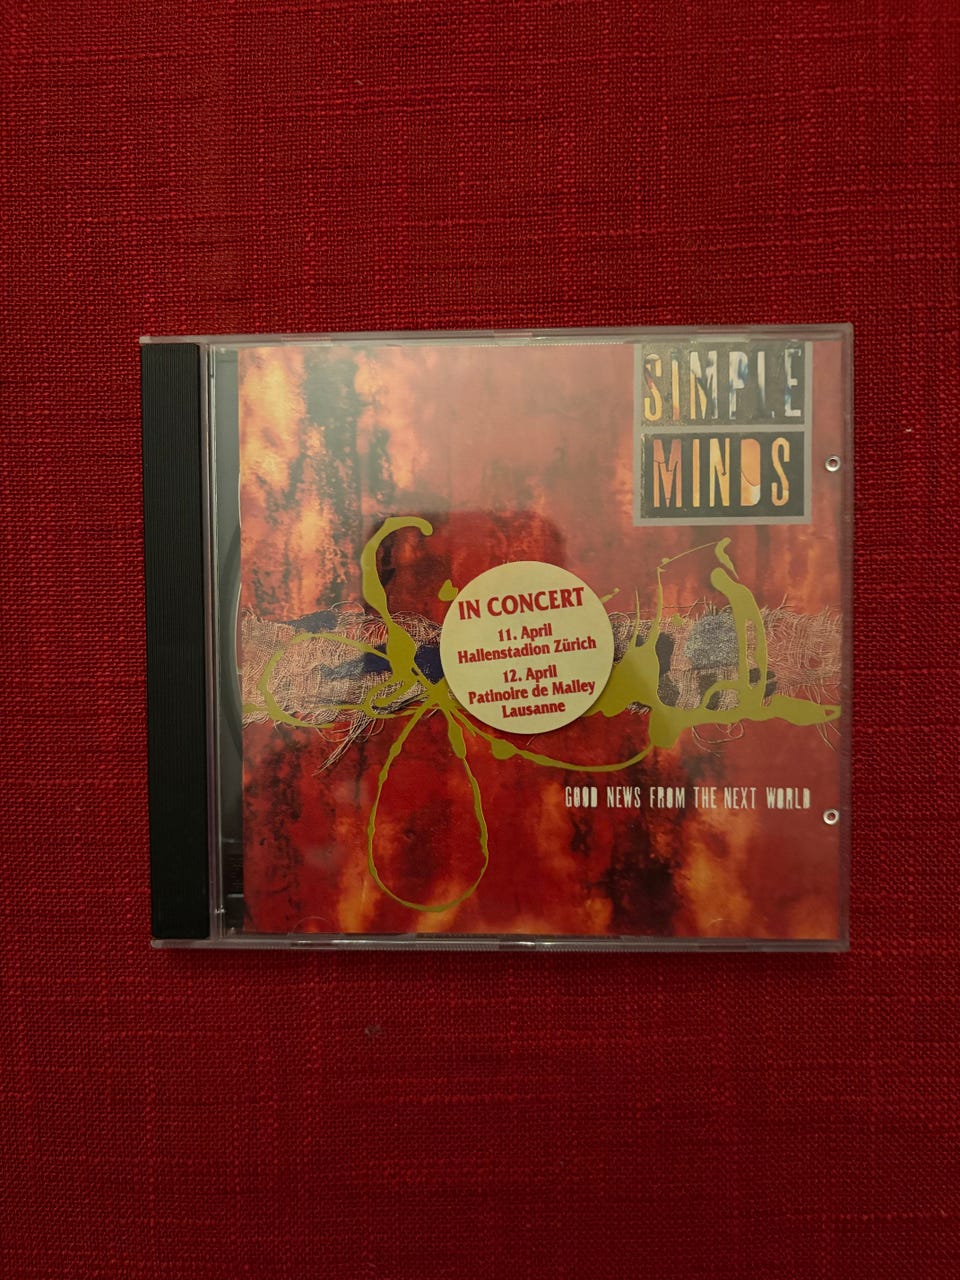 SIMPLE
MINDS
IN CONCERT
11. April
Hallenstadion Zürich
12. April
Patinoire de Malley
Lausanne
GOOD NEWS FROM THE NEXT WORLD